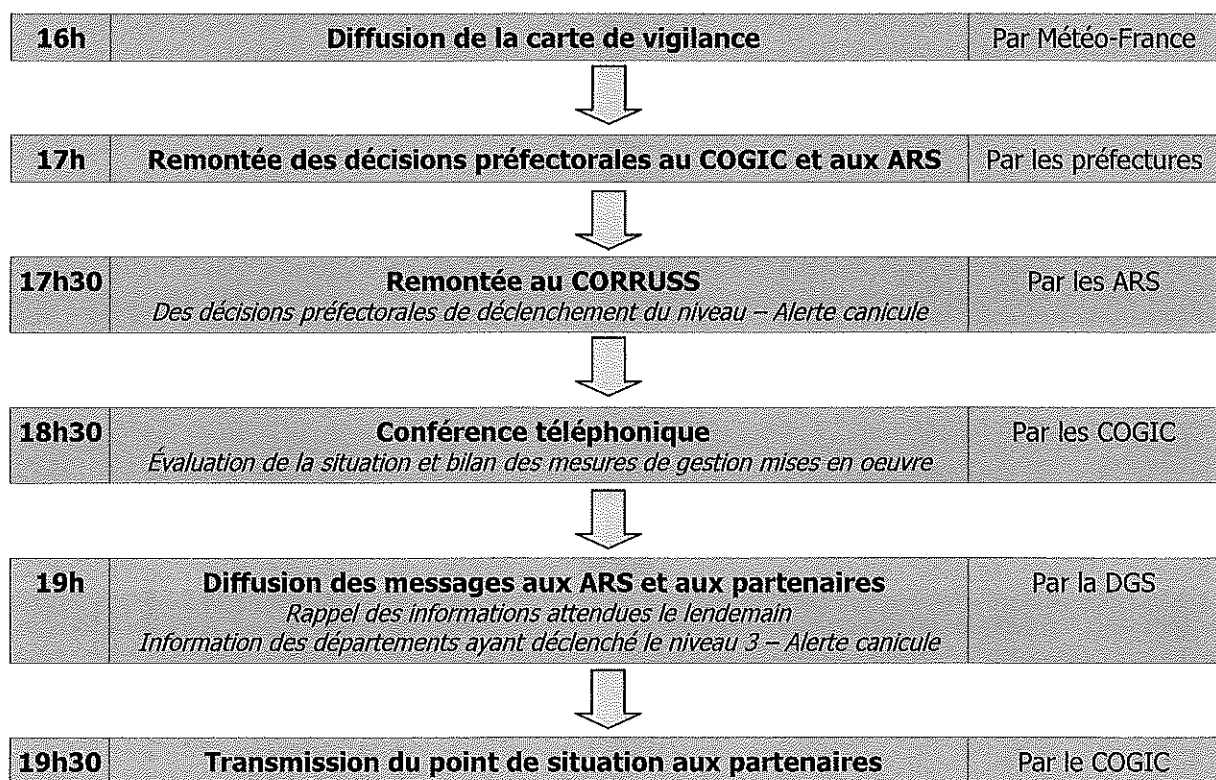 16h Diffusion de la carte de vigilance Par Météo-France
17h Remontée des décisions préfectorales au COGIC et aux ARS Par les préfectures
17h30 Remontée au CORRUSS Par les ARS
Des décisions préfectorales de déclenchement du niveau – Alerte canicule
18h30 Conférence téléphonique Par les COGIC
Évaluation de la situation et bilan des mesures de gestion mises en oeuvre
19h Diffusion des messages aux ARS et aux partenaires Par la DGS
Rappel des informations attendues le lendemain
Information des départements ayant déclenché le niveau 3 – Alerte canicule
19h30 Transmission du point de situation aux partenaires Par le COGIC